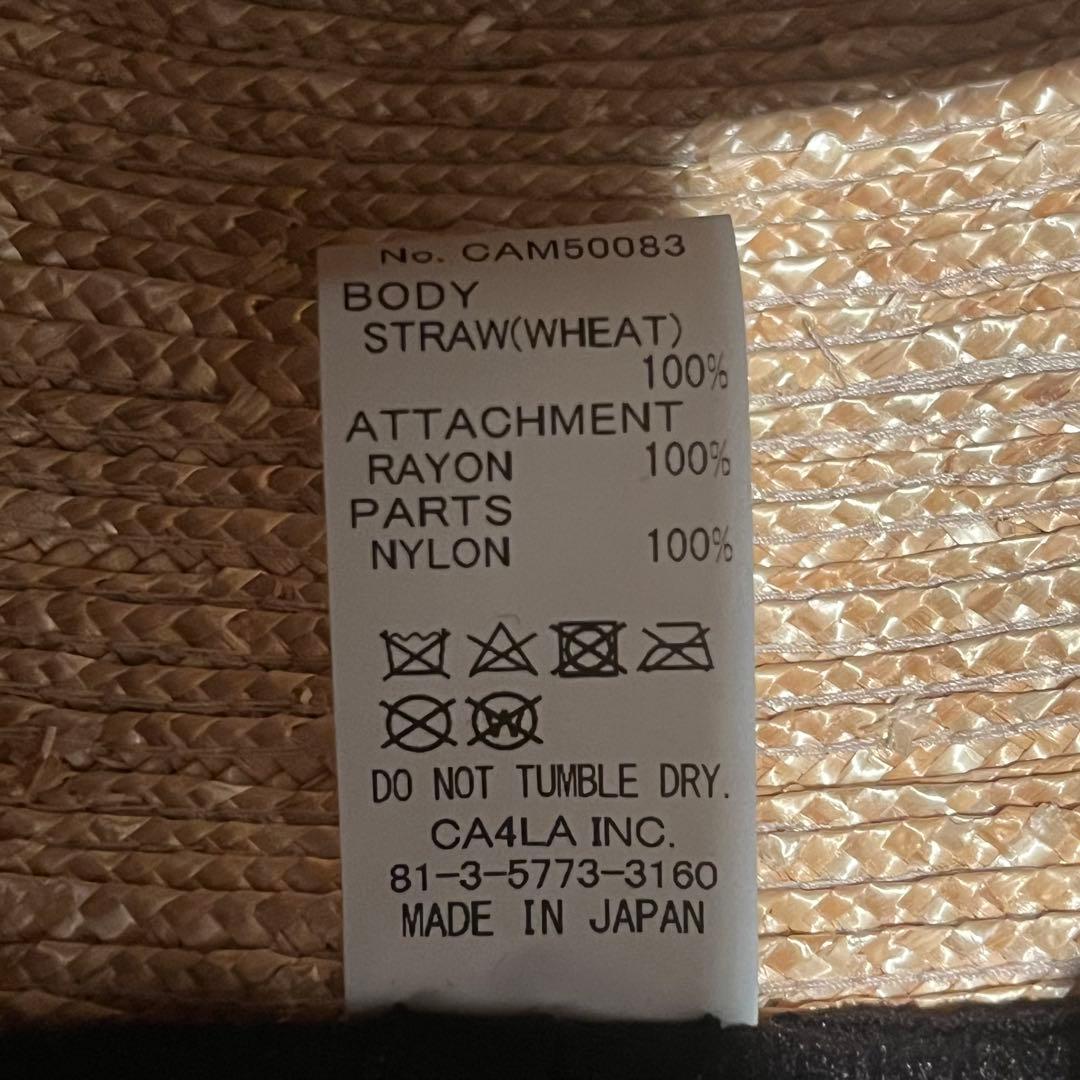 No. CAM50083
BODY
STRAW(WHEAT)
100%
ATTACHMENT
RAYON 100%
PARTS
NYLON 100%
W
DO NOT TUMBLE DRY.
CA4LA INC.
81-3-5773-3160
MADE IN JAPAN